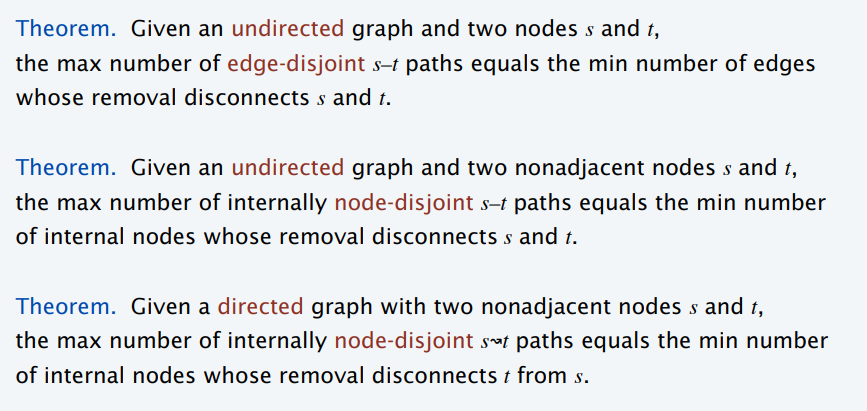 Theorem. Given an undirected graph and two nodes s and t,
the max number of edge-disjoint s–t paths equals the min number of edges
whose removal disconnects s and t.
Theorem. Given an undirected graph and two nonadjacent nodes s and t,
the max number of internally node-disjoint s–t paths equals the min number
of internal nodes whose removal disconnects s and t.
Theorem. Given a directed graph with two nonadjacent nodes s and t,
the max number of internally node-disjoint s↝t paths equals the min number
of internal nodes whose removal disconnects t from s.